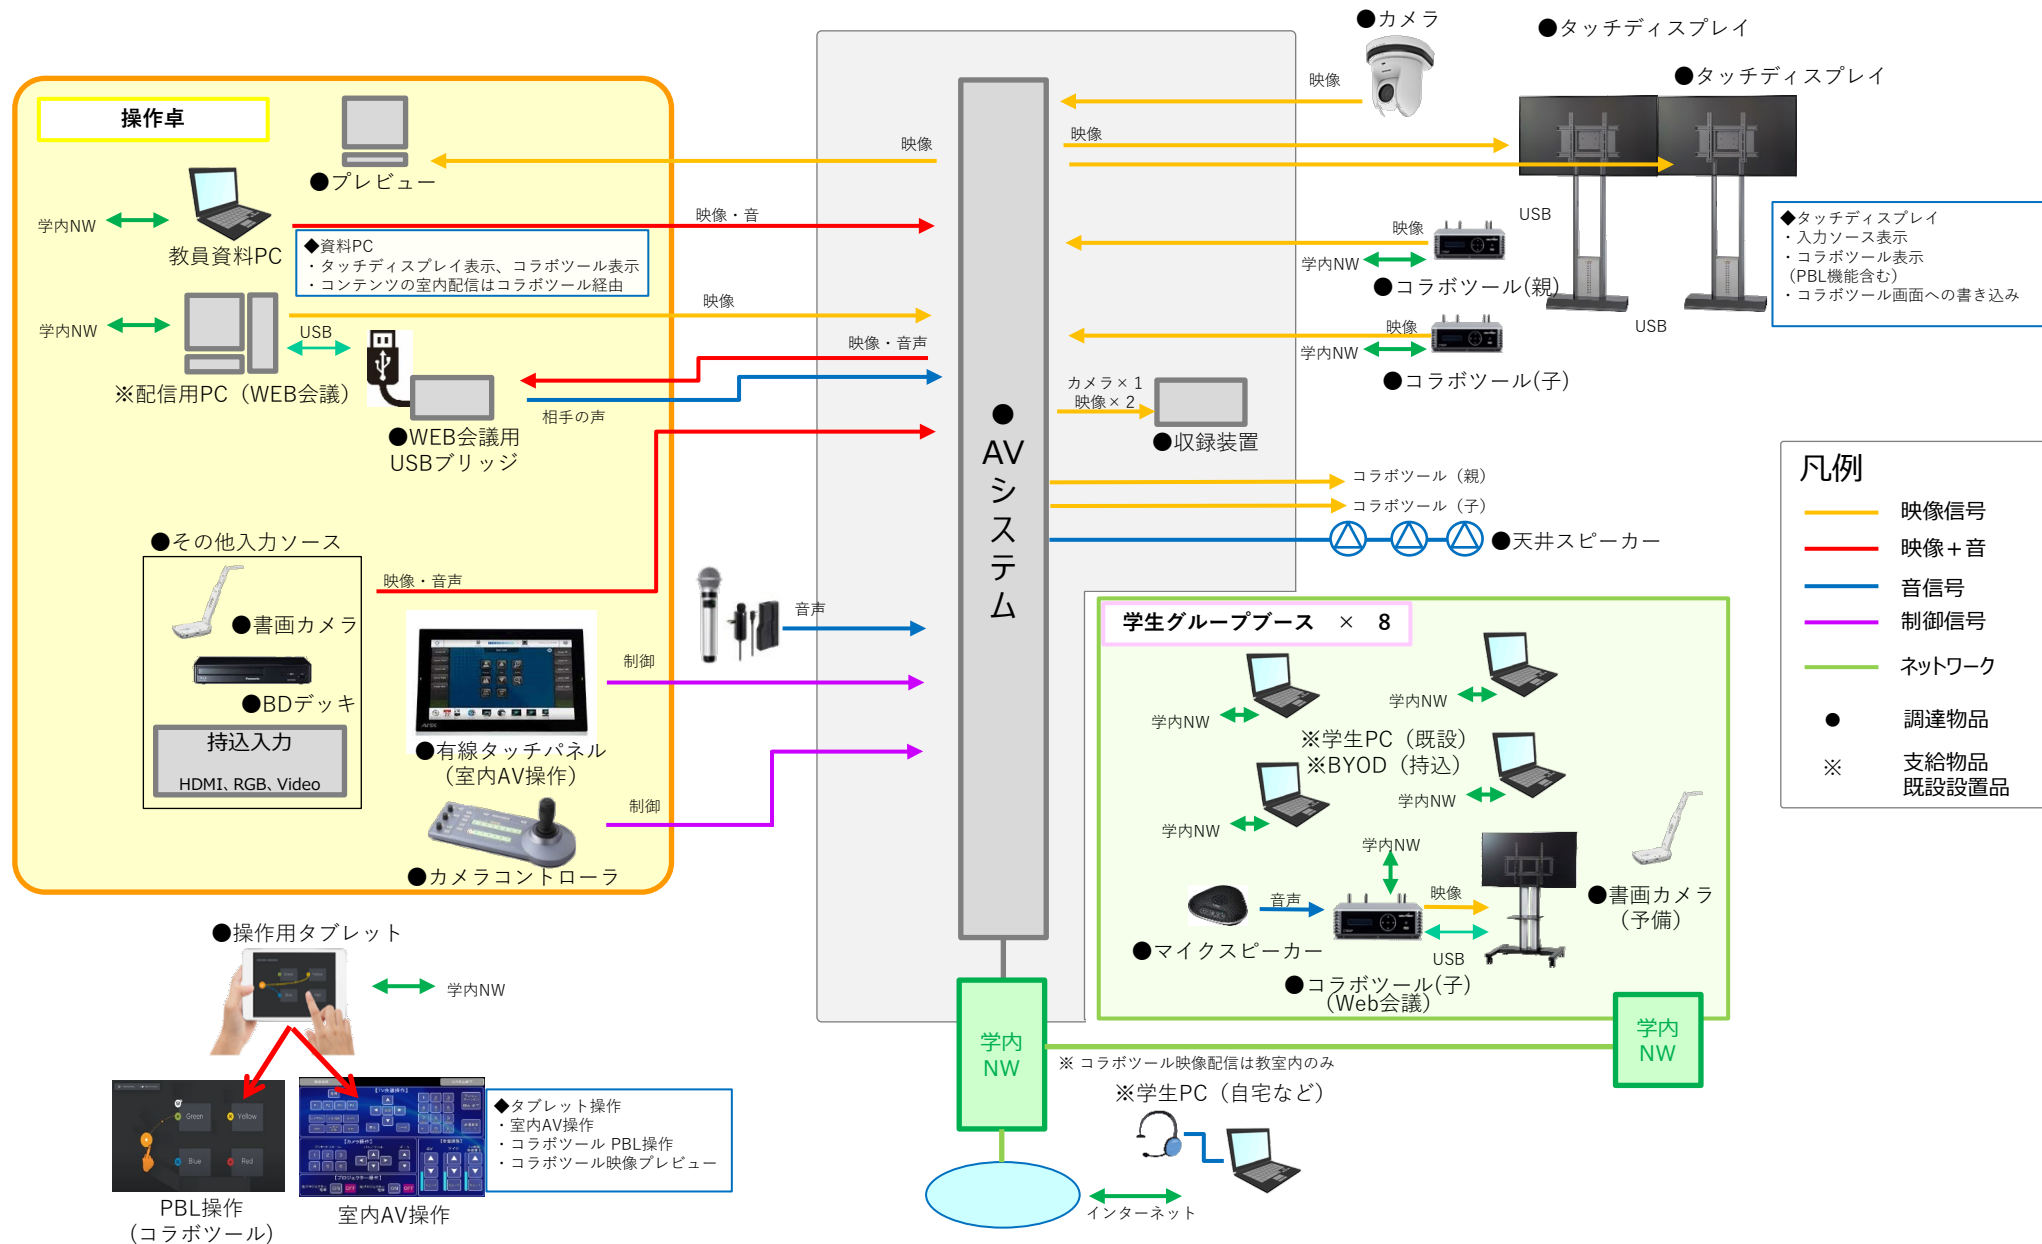 ●カメラ
●タッチディスプレイ
●タッチディスプレイ
操作卓
●プレビュー
映像
映像
映像
学内NW
教員資料PC
映像・音
◆資料PC
・タッチディスプレイ表示、コラボツール表示
・コンテンツの室内配信はコラボツール経由
USB
映像
学内NW
●コラボツール(親)
◆タッチディスプレイ
・入力ソース表示
・コラボツール表示
（PBL機能含む）
・コラボツール画面への書き込み
映像
学内NW
USB
※配信用PC（WEB会議）
映像・音声
相手の声
●WEB会議用
USBブリッジ
映像
学内NW
●コラボツール(子)
USB
カメラ×１
映像×２
●収録装置
●
AVシステム
コラボツール（親）
コラボツール（子）
●天井スピーカー
凡例
映像信号
映像＋音
音信号
制御信号
ネットワーク
●　調達物品
※　支給物品
既設設置品
●その他入力ソース
●書画カメラ
●BDデッキ
持込入力
HDMI、RGB、Video
映像・音声
●有線タッチパネル
（室内AV操作）
制御
音声
制御
●カメラコントローラ
学生グループブース　×　8
学内NW
学内NW
※学生PC（既設）
※BYOD（持込）
学内NW
学内NW
学内NW
音声
●マイクスピーカー
映像
USB
●コラボツール(子)
（Web会議）
●書画カメラ
（予備）
学内
NW
学内
NW
※ コラボツール映像配信は教室内のみ
※学生PC（自宅など）
インターネット
●操作用タブレット
学内NW
Green
Yellow
Blue
Red
PBL操作
（コラボツール）
【TV会議操作】
【カメラ操作】
【プロジェクター操作】
室内AV操作
◆タブレット操作
・室内AV操作
・コラボツール PBL操作
・コラボツール映像プレビュー